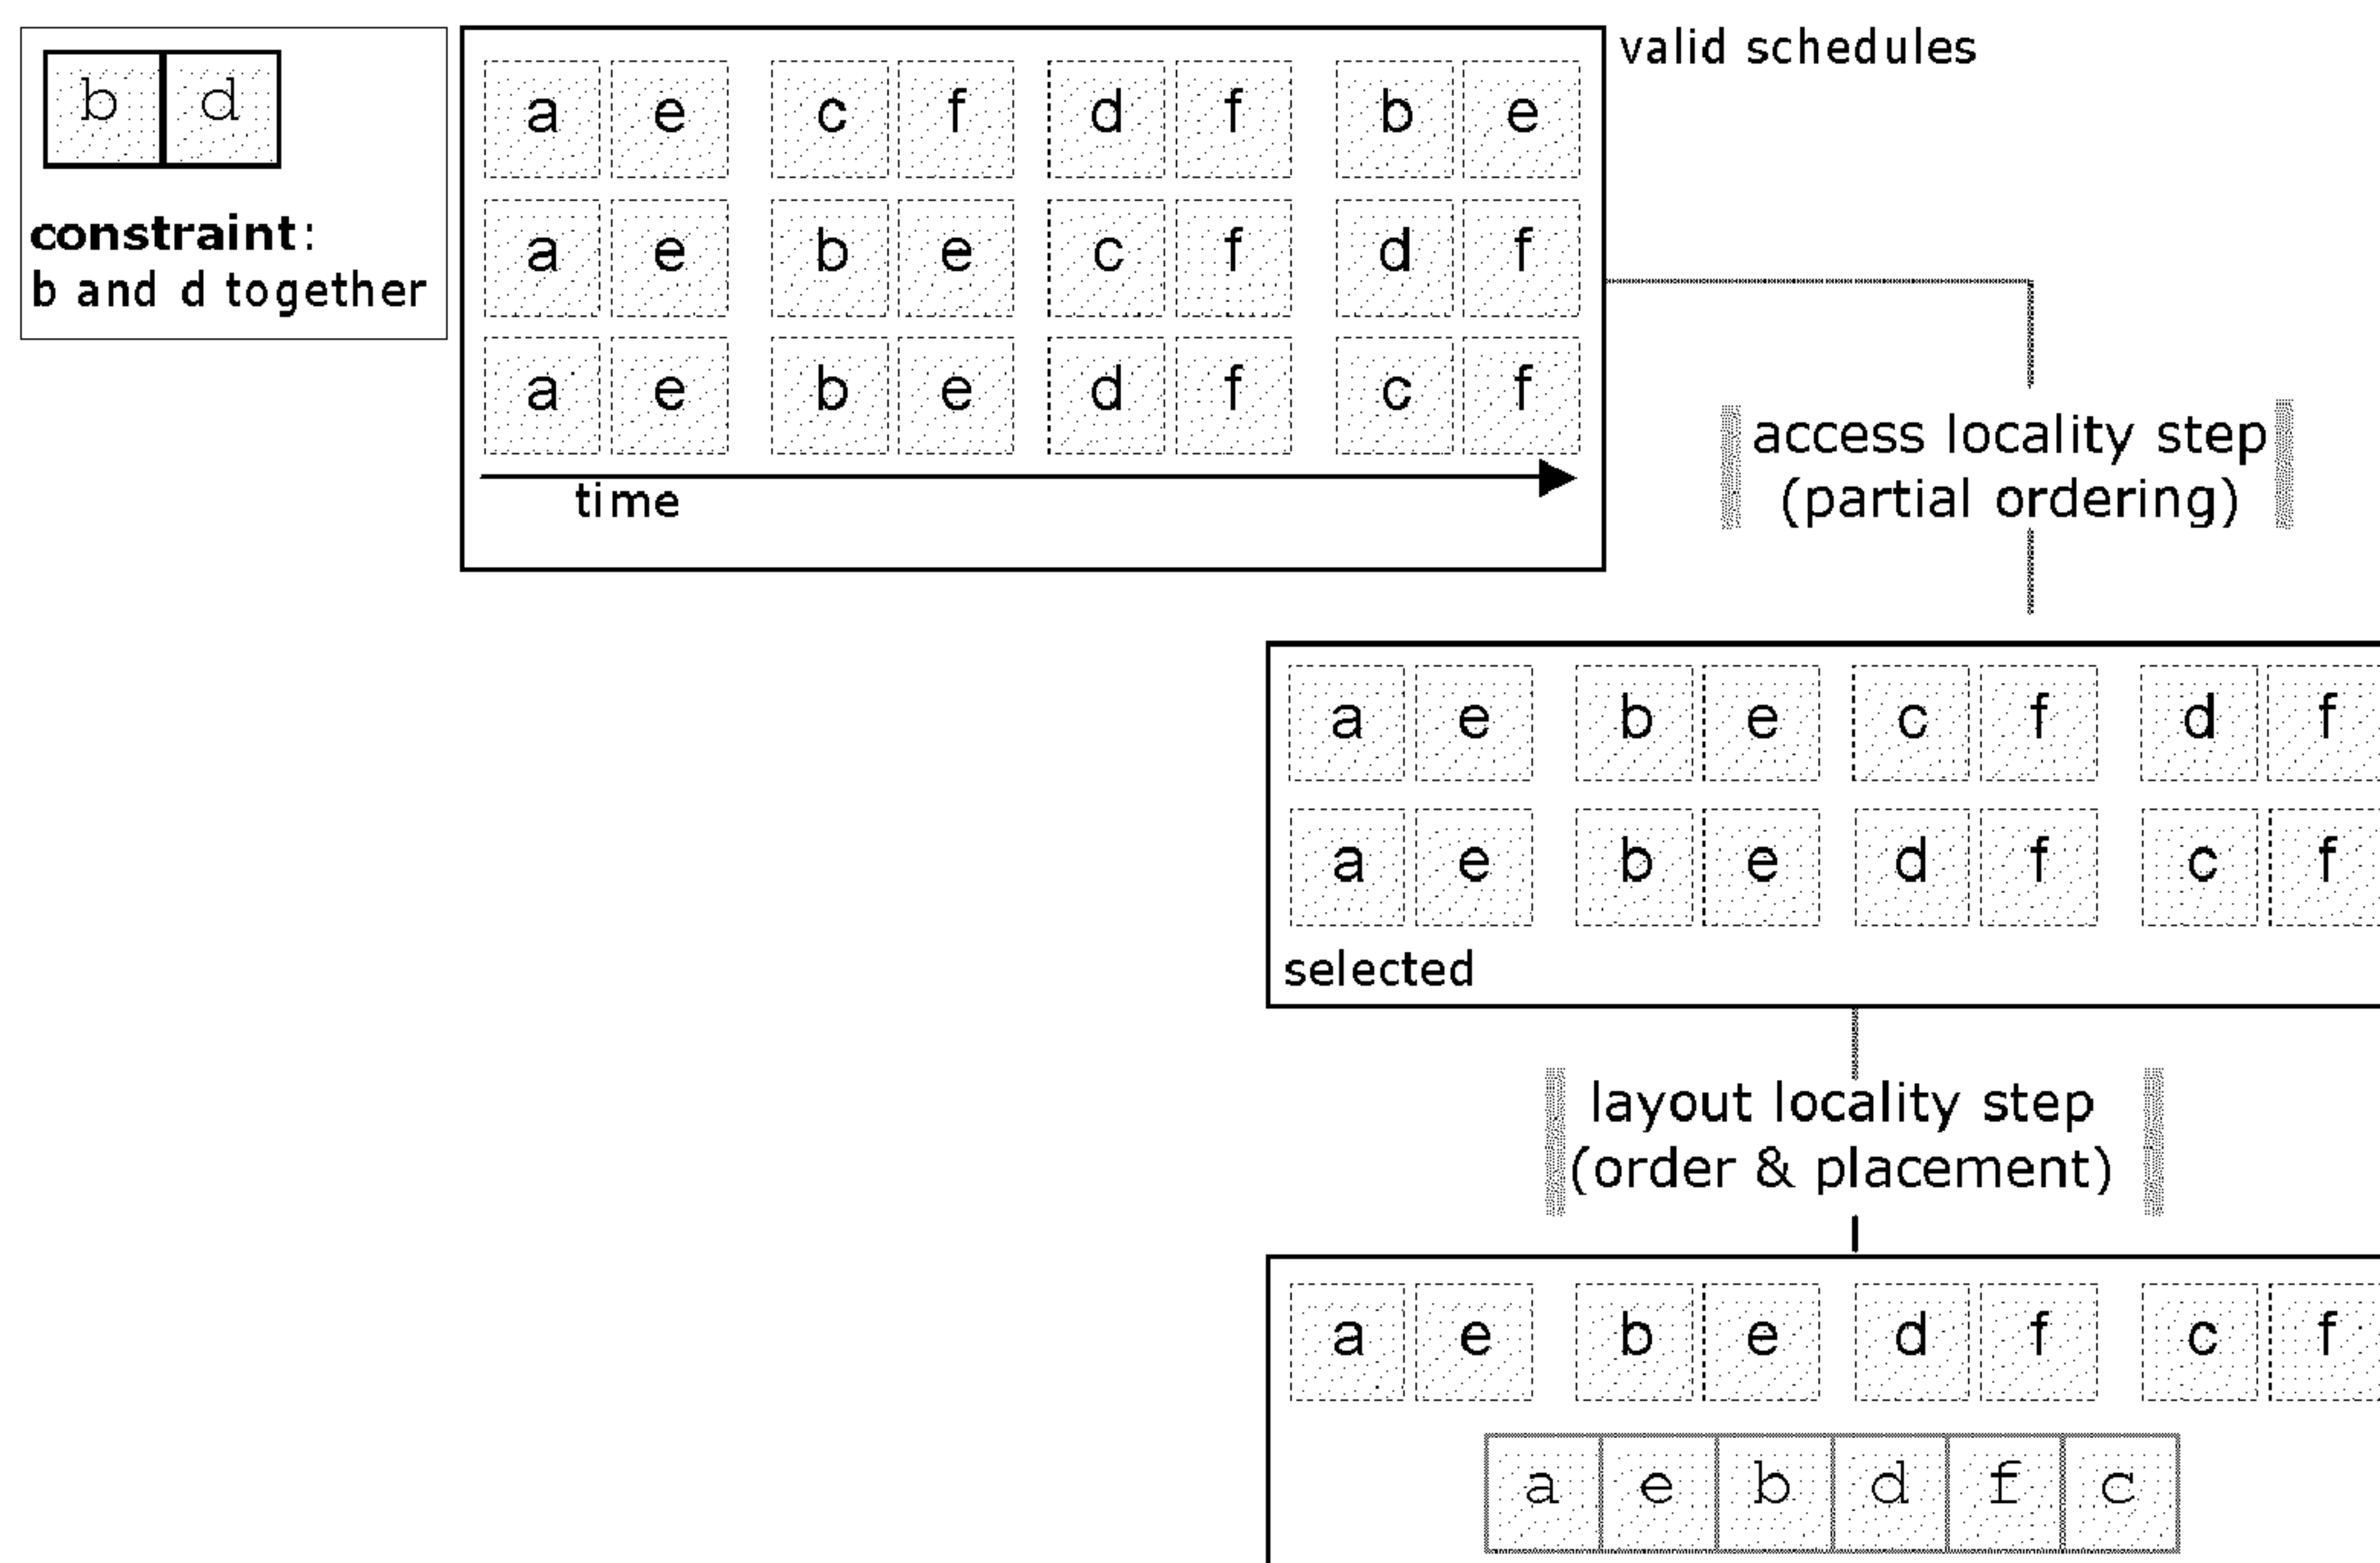 b d
constraint:
b and d together
valid schedules
a e c f d f b e
a e b e c f d f
a e b e d f c f
time
access locality step
(partial ordering)
a e b e c f d f
a e b e d f c f
selected
layout locality step
(order & placement)
a e b e d f c f
a e b d f c